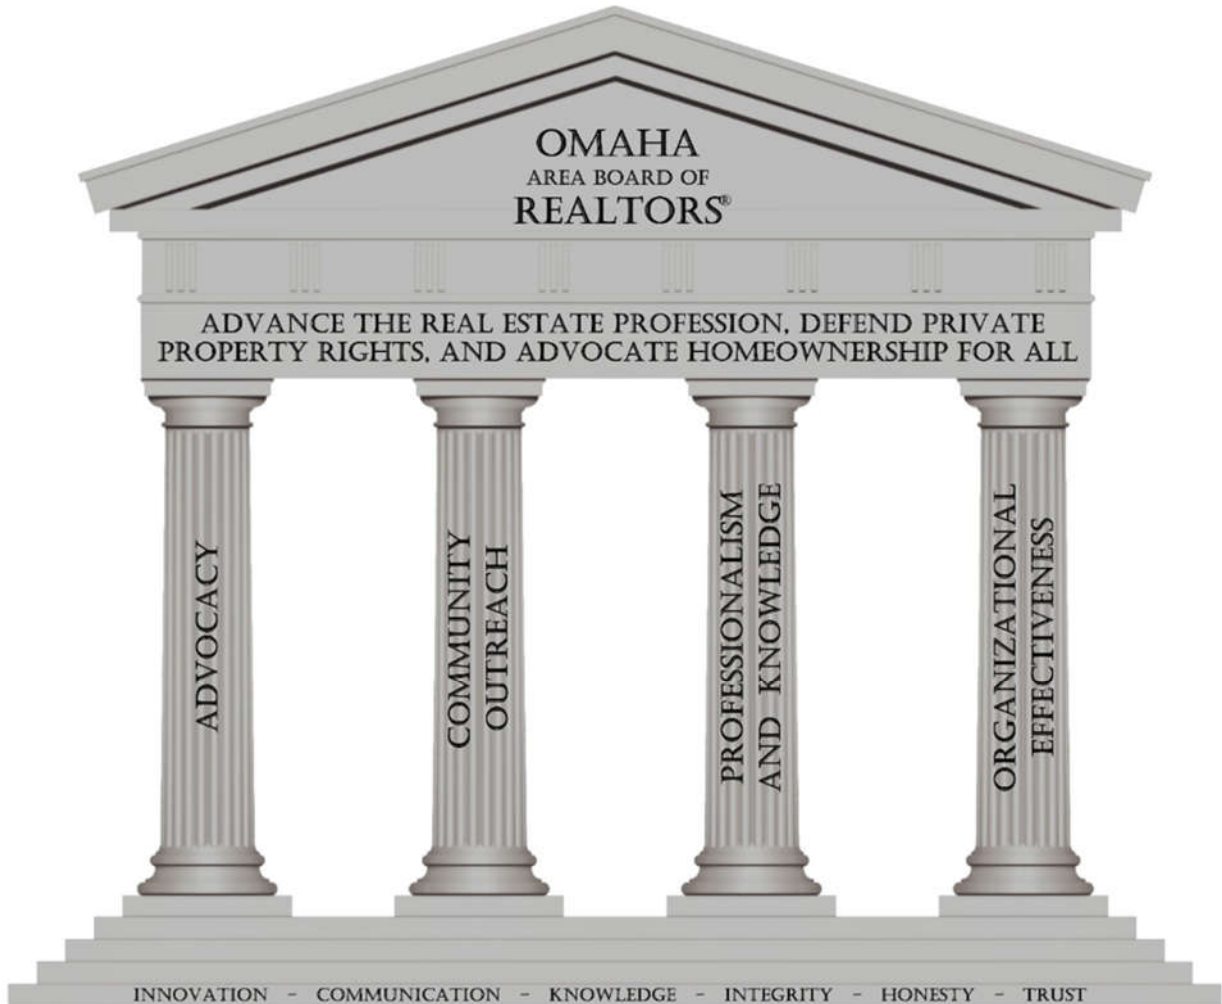 OMAHA
AREA BOARD OF
REALTORS®
ADVANCE THE REAL ESTATE PROFESSION, DEFEND PRIVATE
PROPERTY RIGHTS, AND ADVOCATE HOMEOWNERSHIP FOR ALL
ADVOCACY
COMMUNITY
OUTREACH
PROFESSIONALISM
AND KNOWLEDGE
ORGANIZATIONAL
EFFECTIVENESS
INNOVATION - COMMUNICATION - KNOWLEDGE - INTEGRITY - HONESTY - TRUST